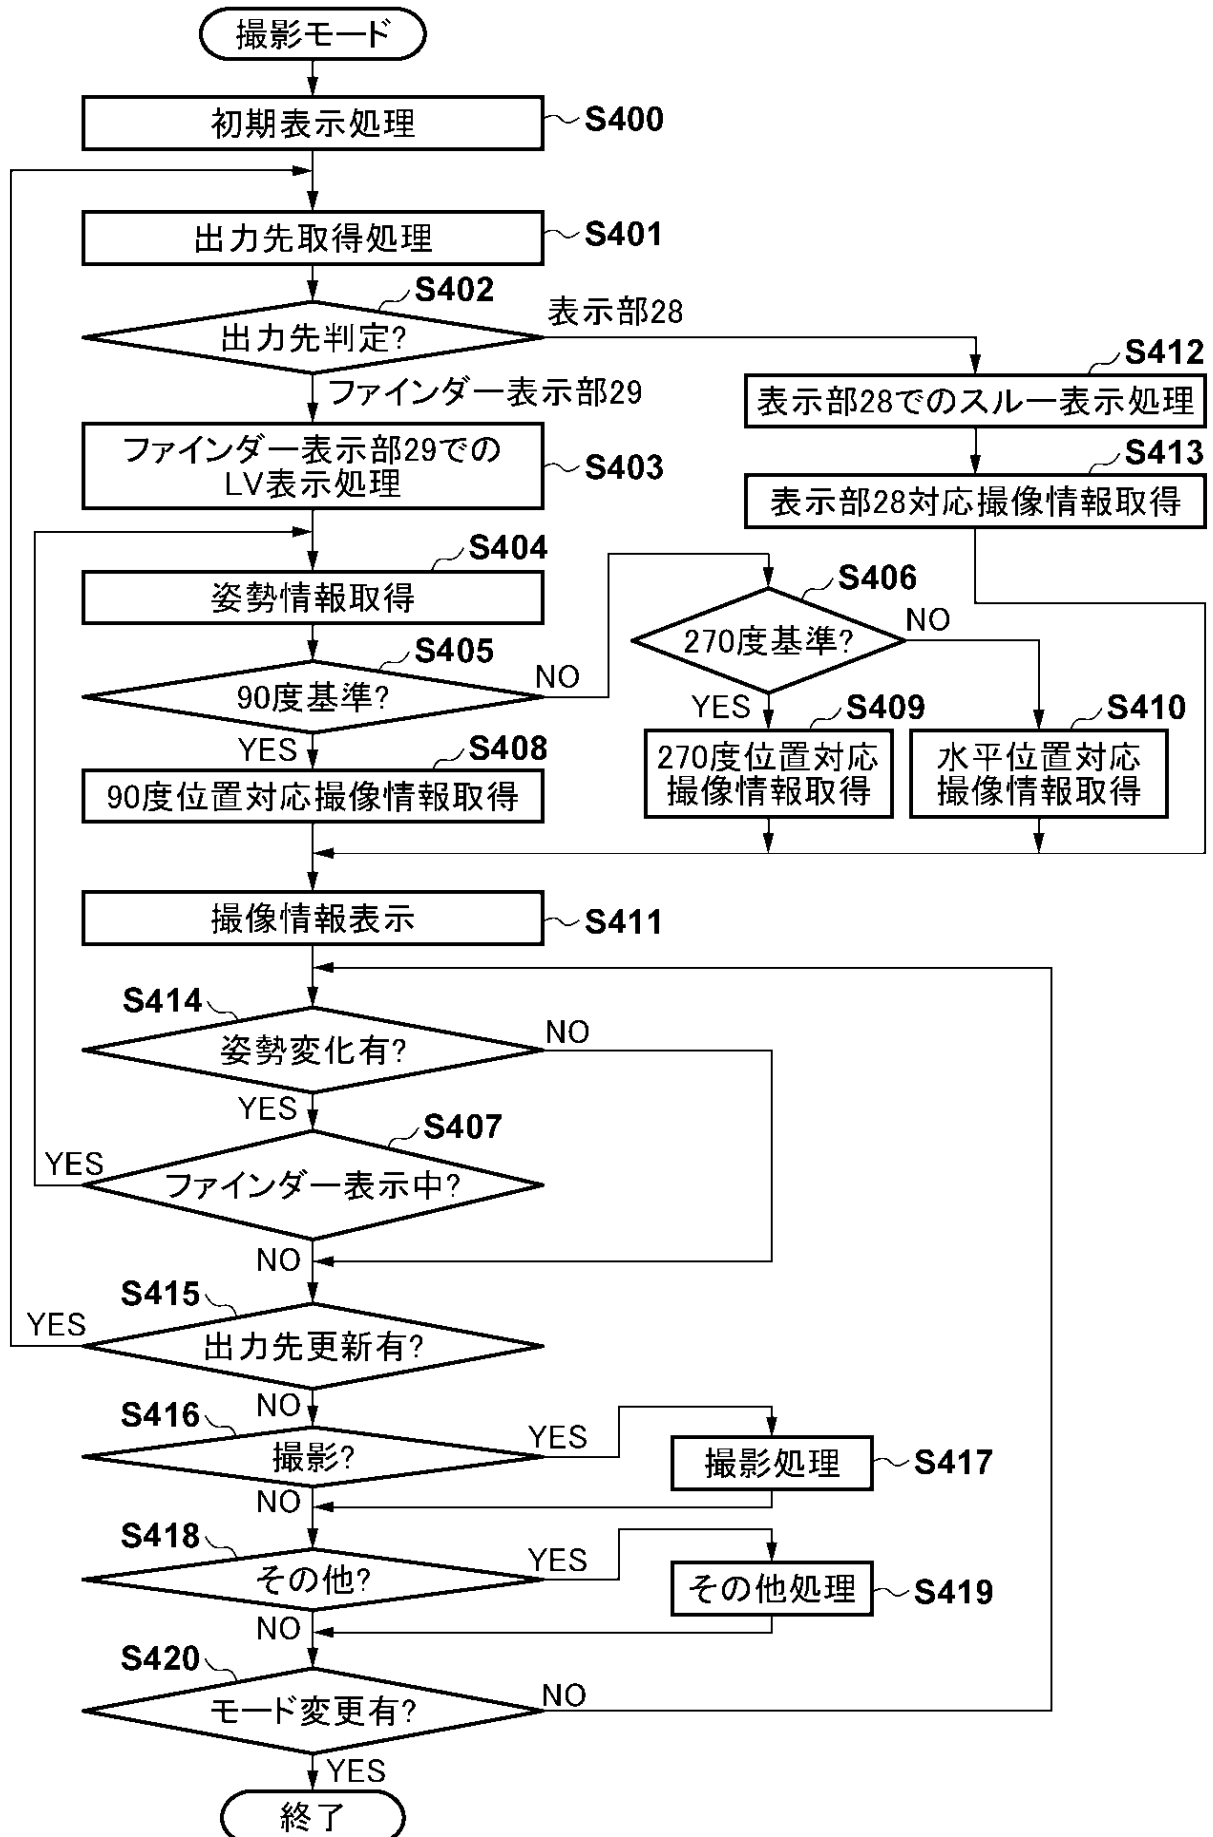 撮影モード
初期表示処理
S400
出力先取得処理
S401
S402
出力先判定?
表示部28
ファインダー表示部29
S412
表示部28でのスルー表示処理
ファインダー表示部29での
LV表示処理
S403
S413
表示部28対応撮像情報取得
S404
姿勢情報取得
S405
90度基準?
NO
S406
270度基準?
NO
YES
S408
90度位置対応撮像情報取得
YES
S409
270度位置対応
撮像情報取得
S410
水平位置対応
撮像情報取得
撮像情報表示
S411
S414
姿勢変化有?
NO
YES
S407
ファインダー表示中?
YES
NO
S415
出力先更新有?
YES
NO
S416
撮影?
YES
撮影処理
S417
NO
S418
その他?
YES
その他処理
S419
NO
S420
モード変更有?
NO
YES
終了